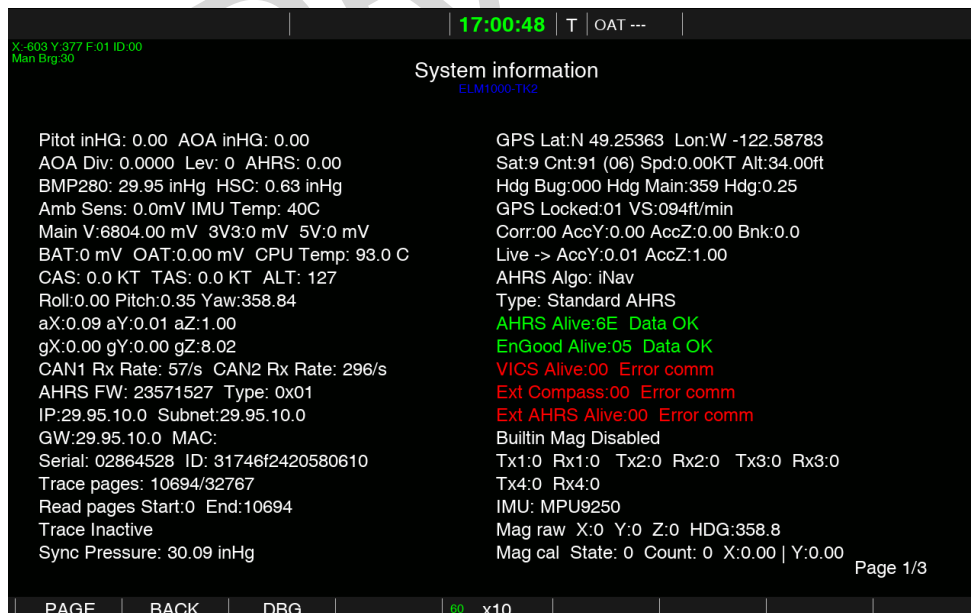 17:00:48 T OAT ---
X:-603 Y:377 F:01 ID:00
Man Brg:30
System information
ELM1000-TK2
Pitot inHG: 0.00 AOA inHG: 0.00
AOA Div: 0.0000 Lev: 0 AHRS: 0.00
BMP280: 29.95 inHg HSC: 0.63 inHg
Amb Sens: 0.0mV IMU Temp: 40C
Main V:6804.00 mV 3V3:0 mV 5V:0 mV
BAT:0 mV OAT:0.00 mV CPU Temp: 93.0 C
CAS: 0.0 KT TAS: 0.0 KT ALT: 127
Roll:0.00 Pitch:0.35 Yaw:358.84
aX:0.09 aY:0.01 aZ:1.00
gX:0.00 gY:0.00 gZ:8.02
CAN1 Rx Rate: 57/s CAN2 Rx Rate: 296/s
AHRS FW: 23571527 Type: 0x01
IP:29.95.10.0 Subnet:29.95.10.0
GW:29.95.10.0 MAC:
Serial: 02864528 ID: 31746f2420580610
Trace pages: 10694/32767
Read pages Start:0 End:10694
Trace Inactive
Sync Pressure: 30.09 inHg
GPS Lat:N 49.25363 Lon:W -122.58783
Sat:9 Cnt:91 (06) Spd:0.00KT Alt:34.00ft
Hdg Bug:000 Hdg Main:359 Hdg:0.25
GPS Locked:01 VS:094ft/min
Corr:00 AccY:0.00 AccZ:0.00 Bnk:0.0
Live -> AccY:0.01 AccZ:1.00
AHRS Algo: iNav
Type: Standard AHRS
AHRS Alive:6E Data OK
EnGood Alive:05 Data OK
VICS Alive:00 Error comm
Ext Compass:00 Error comm
Ext AHRS Alive:00 Error comm
Builtin Mag Disabled
Tx1:0 Rx1:0 Tx2:0 Rx2:0 Tx3:0 Rx3:0
Tx4:0 Rx4:0
IMU: MPU9250
Mag raw X:0 Y:0 Z:0 HDG:358.8
Mag cal State: 0 Count: 0 X:0.00 | Y:0.00
Page 1/3
PAGE BACK DBG 60 x10